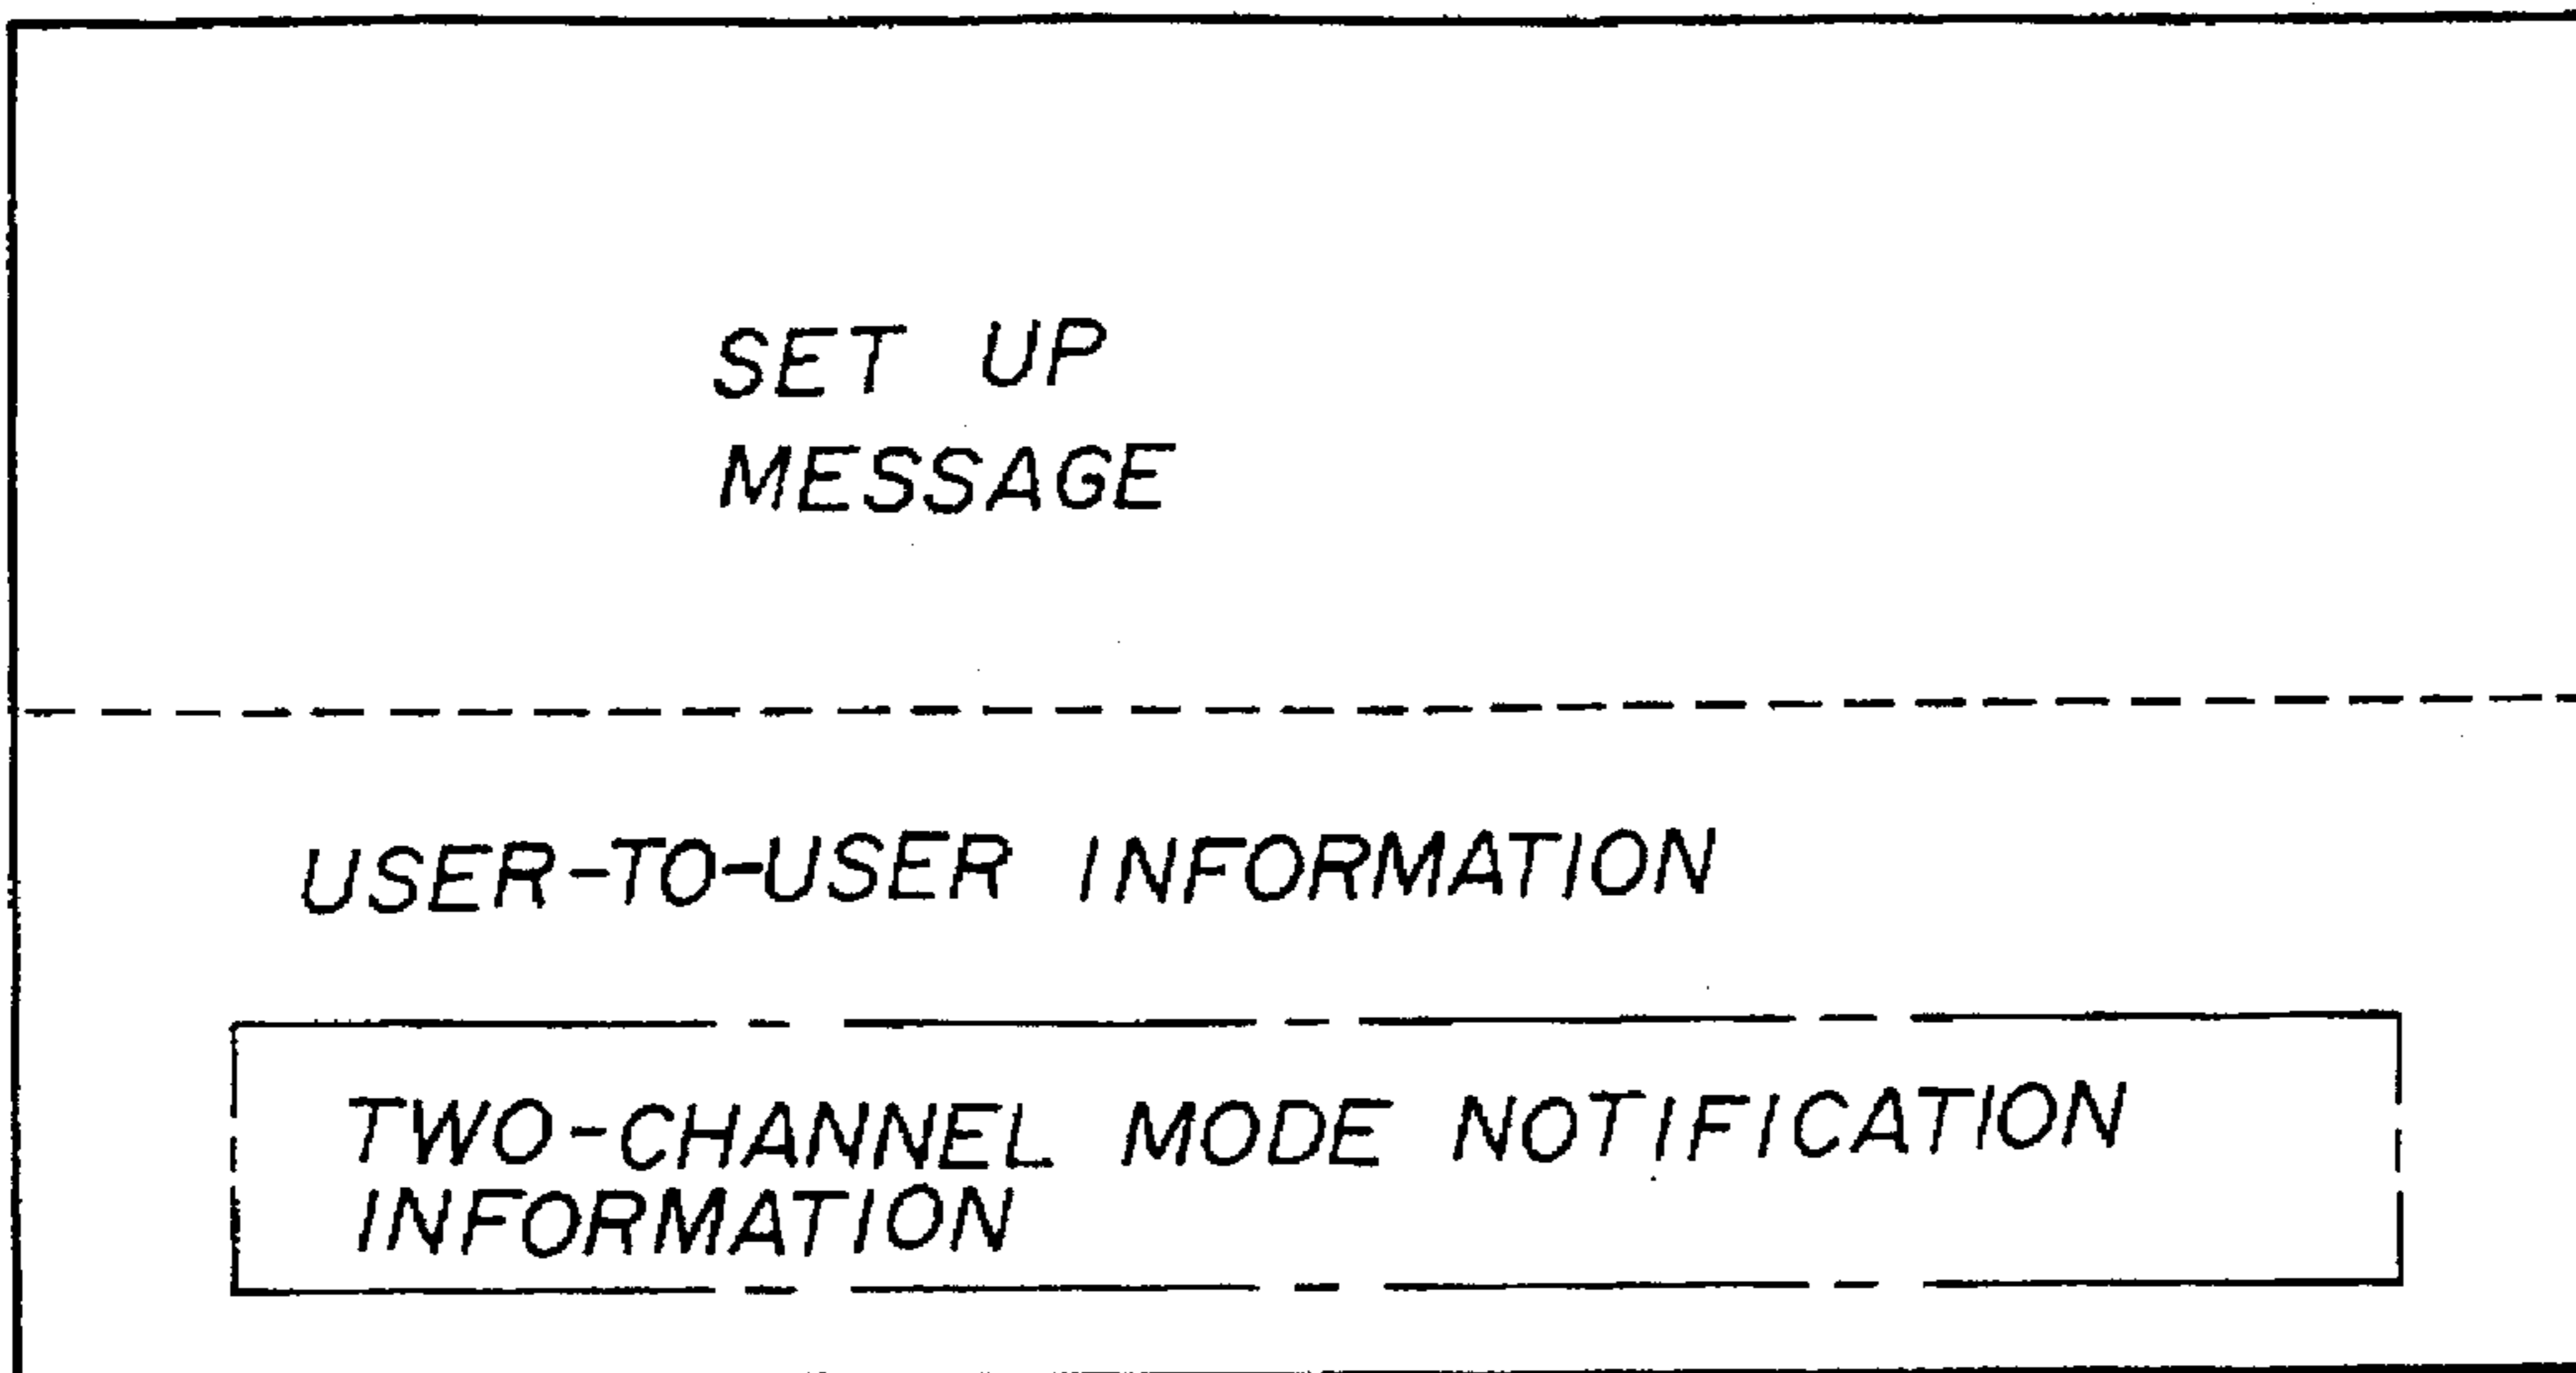 SET UP
MESSAGE
USER-TO-USER INFORMATION
TWO-CHANNEL MODE NOTIFICATION
INFORMATION